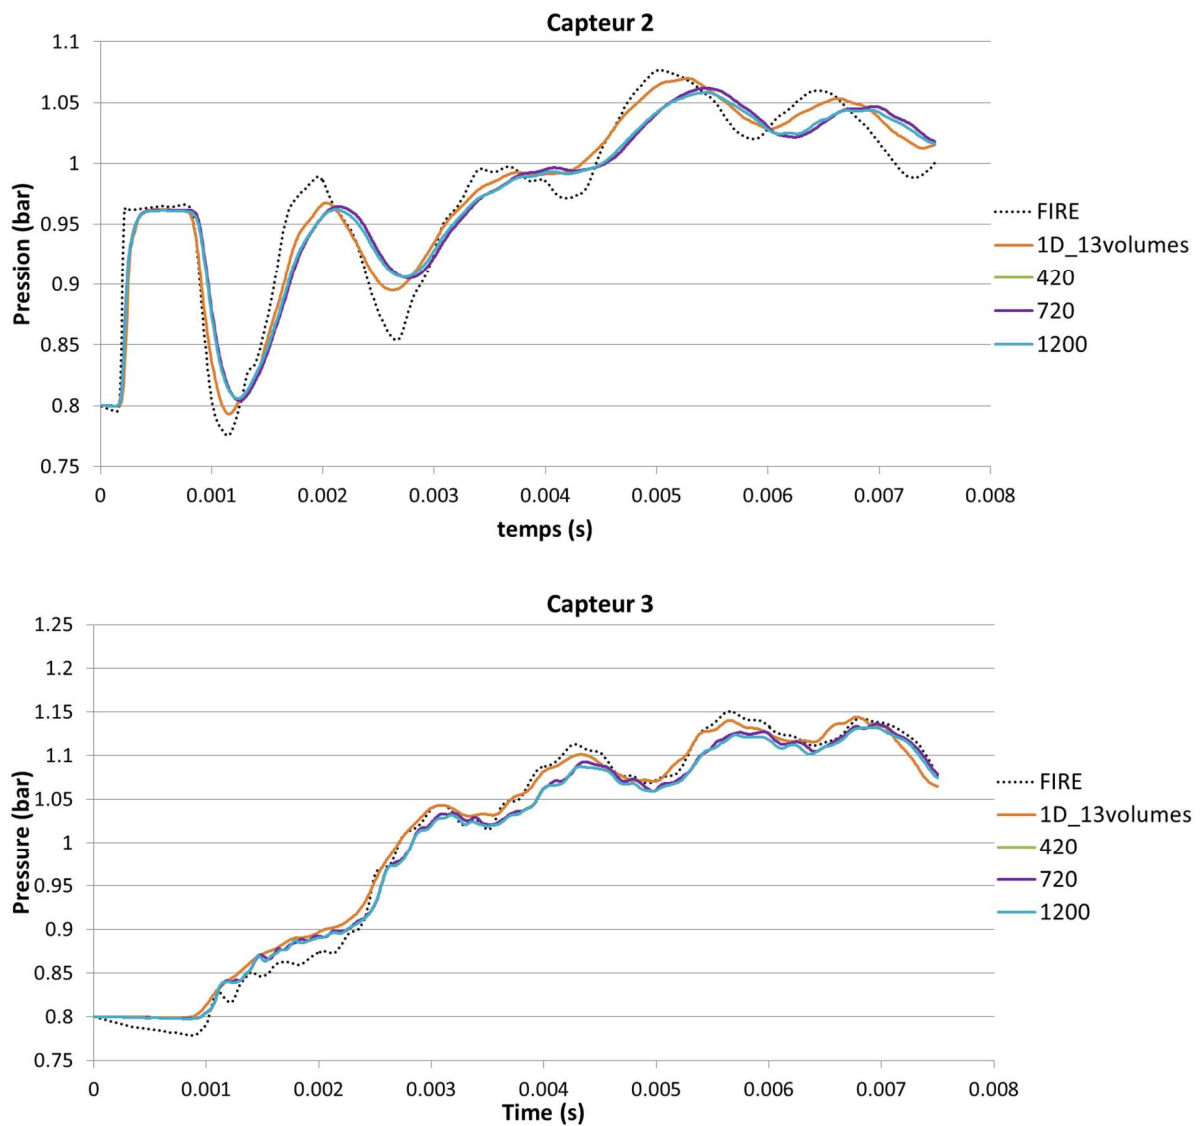 Capteur 2
1.1
1.05
1
0.95
0.9
0.85
0.8
0.75
Pression (bar)
0 0.001 0.002 0.003 0.004 0.005 0.006 0.007 0.008
temps (s)
FIRE
1D_13volumes
420
720
1200
Capteur 3
1.25
1.2
1.15
1.1
1.05
1
0.95
0.9
0.85
0.8
0.75
Pressure (bar)
0 0.001 0.002 0.003 0.004 0.005 0.006 0.007 0.008
Time (s)
FIRE
1D_13volumes
420
720
1200